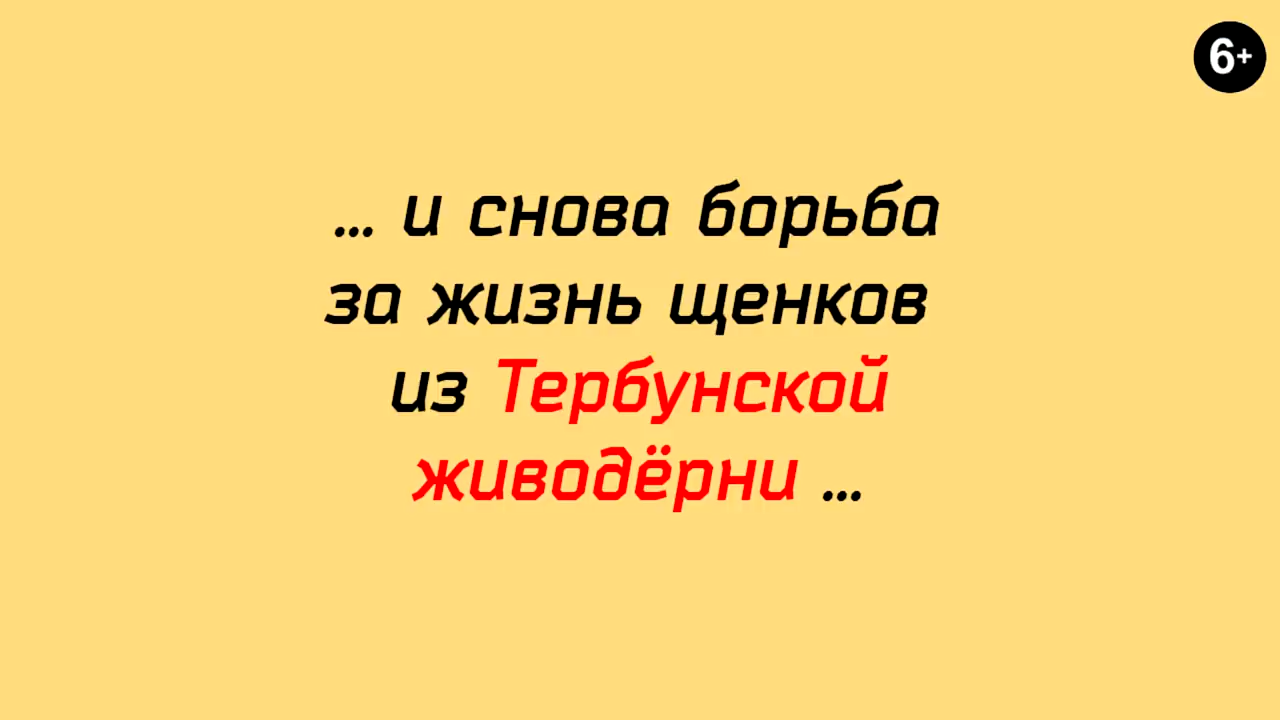 6+
... и снова борьба
за жизнь щенков
из Тербунской
живодёрни ...